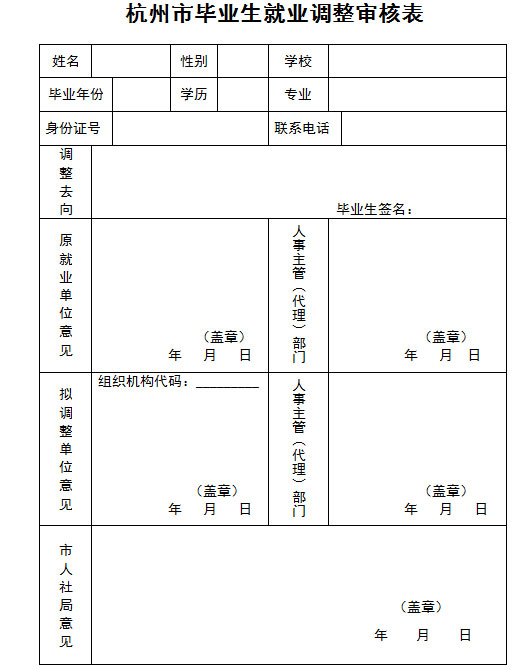 杭州市毕业生就业调整审核表
姓名 性别 学校
毕业年份 学历 专业
身份证号 联系电话
调整去向
毕业生签名：
原就业单位意见
（盖章）
年 月 日
人事主管（代理）部门
（盖章）
年 月 日
拟调整单位意见
组织机构代码：_________
（盖章）
年 月 日
人事主管（代理）部门
（盖章）
年 月 日
市人社局意见
（盖章）
年 月 日